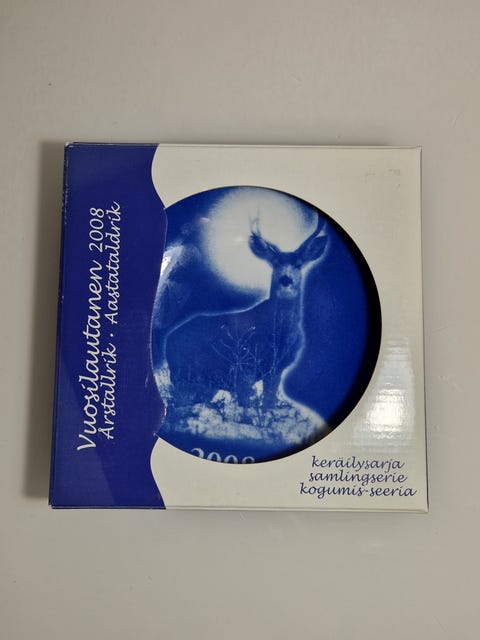 Vuosilautanen 2008
Årstallrik · Aastataldrik
2008
keräilysarja
samlingserie
kogumis-seeria